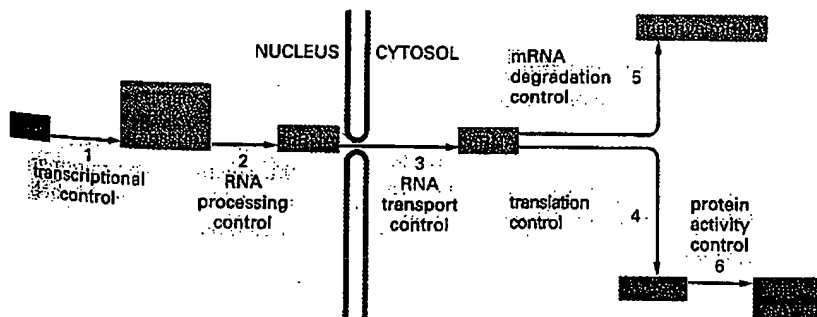 NUCLEUS
CYTOSOL
1
transcriptional
control
2
RNA
processing
control
3
RNA
transport
control
mRNA
degradation
control
5
translation
control
4
protein
activity
control
6